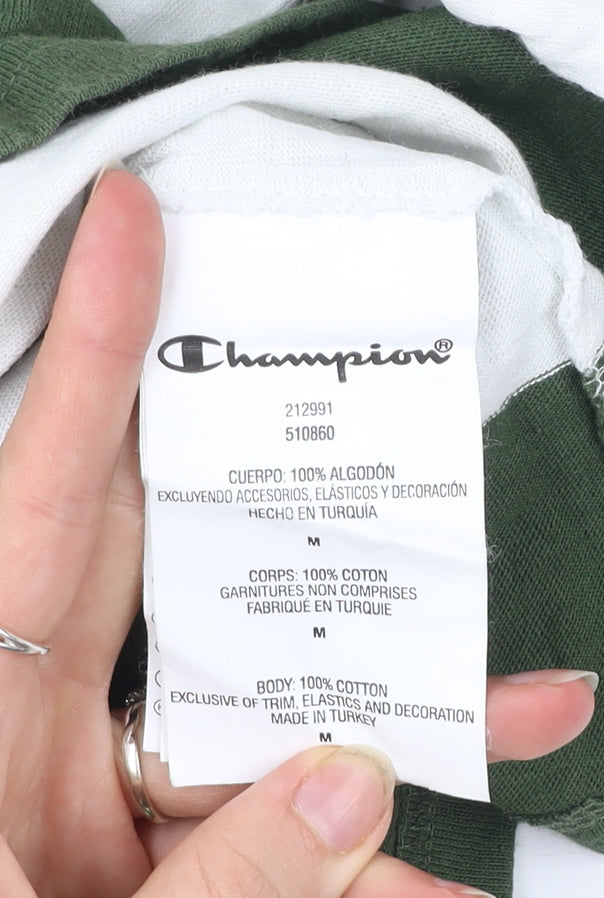 Champion®
212991
510860
CUERPO: 100% ALGODÓN
EXCLUYENDO ACCESORIOS, ELÁSTICOS Y DECORACIÓN
HECHO EN TURQUÍA
M
CORPS: 100% COTON
GARNITURES NON COMPRISES
FABRIQUÉ EN TURQUIE
M
BODY: 100% COTTON
EXCLUSIVE OF TRIM, ELASTICS AND DECORATION
MADE IN TURKEY
M